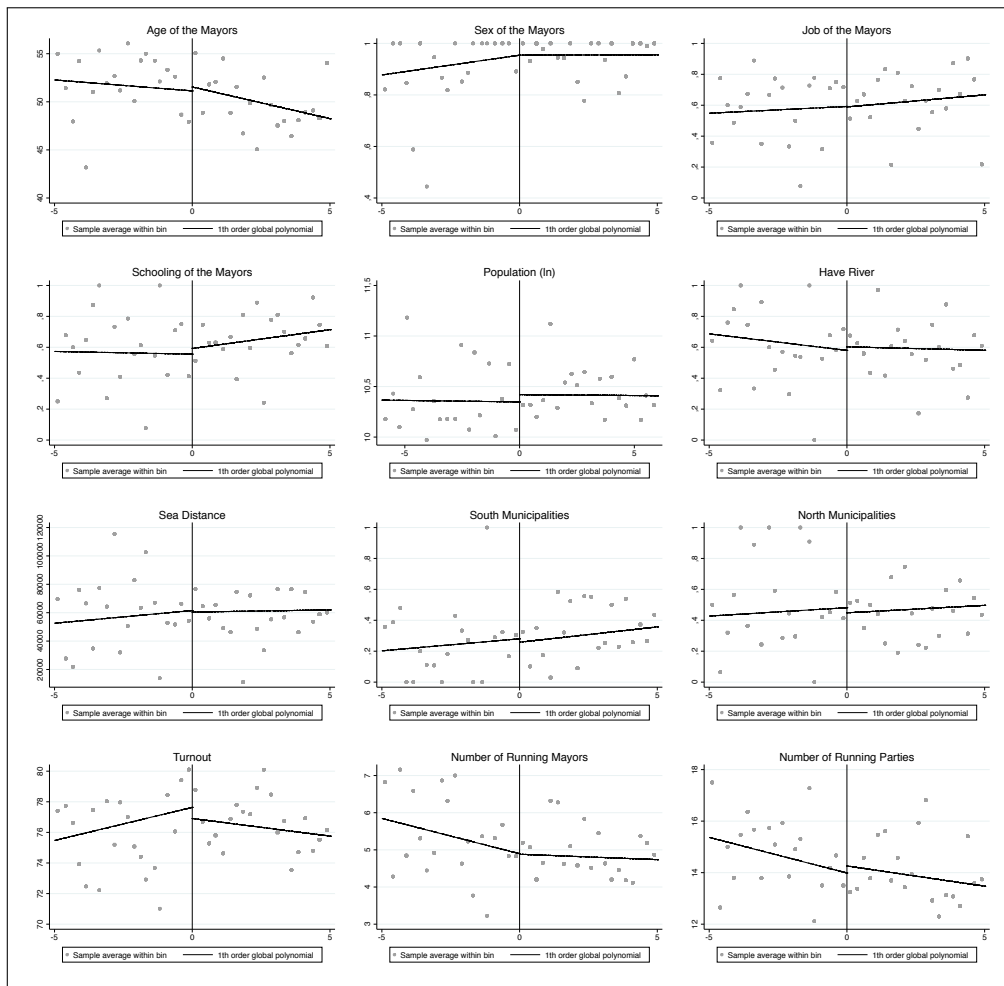 Age of the Mayors
55
50
45
40
-5 0 5
Sample average within bin 1th order global polynomial
Sex of the Mayors
1
.8
.6
.4
-5 0 5
Sample average within bin 1th order global polynomial
Job of the Mayors
1
.8
.6
.4
.2
0
-5 0 5
Sample average within bin 1th order global polynomial
Schooling of the Mayors
1
.8
.6
.4
.2
0
-5 0 5
Sample average within bin 1th order global polynomial
Population (ln)
11.5
11
10.5
10
-5 0 5
Sample average within bin 1th order global polynomial
Have River
1
.8
.6
.4
.2
0
-5 0 5
Sample average within bin 1th order global polynomial
Sea Distance
120000
100000
80000
60000
40000
20000
-5 0 5
Sample average within bin 1th order global polynomial
South Municipalities
1
.8
.6
.4
.2
0
-5 0 5
Sample average within bin 1th order global polynomial
North Municipalities
1
.8
.6
.4
.2
0
-5 0 5
Sample average within bin 1th order global polynomial
Turnout
80
78
76
74
72
70
-5 0 5
Sample average within bin 1th order global polynomial
Number of Running Mayors
7
6
5
4
3
-5 0 5
Sample average within bin 1th order global polynomial
Number of Running Parties
18
16
14
12
-5 0 5
Sample average within bin 1th order global polynomial